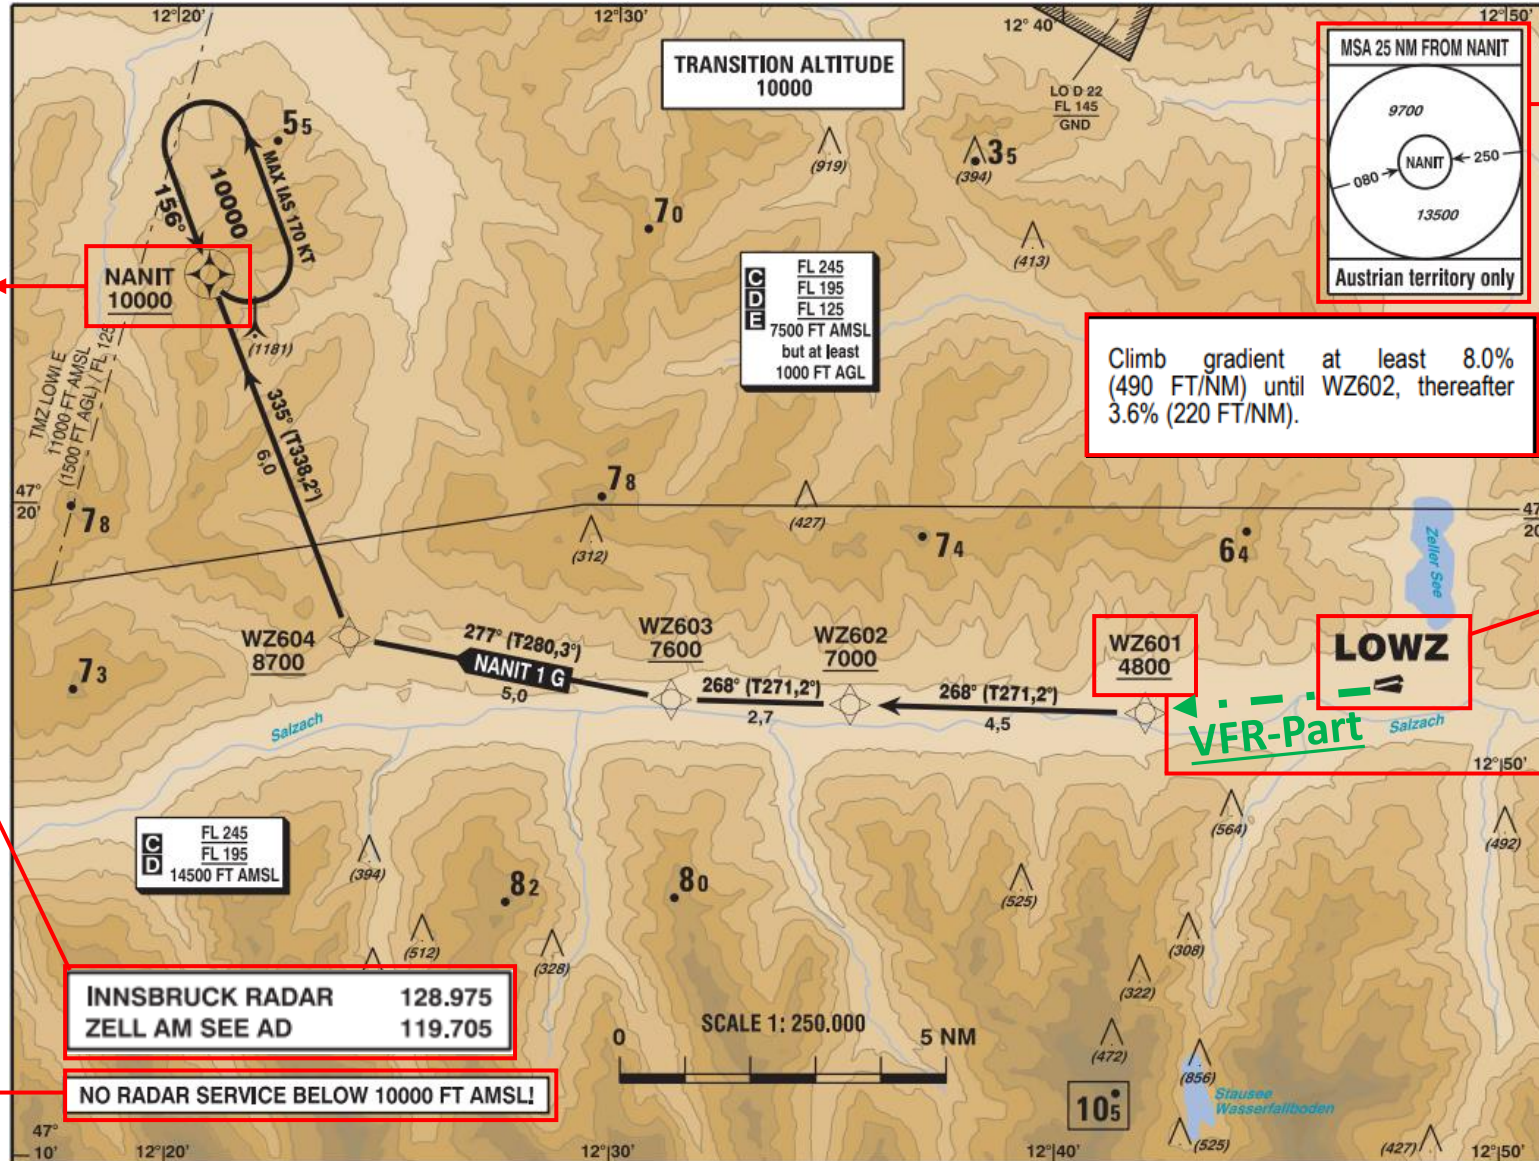 12°20'
12°30'
12° 40
12°50'
TRANSITION ALTITUDE
10000
LO D 22
FL 145
GND
MSA 25 NM FROM NANIT
9700
NANIT
080
250
13500
Austrian territory only
55
MAX IAS 170 KT
10000
156°
(919)
35
(394)
70
(413)
NANIT
10000
(1181)
C
D
E
FL 245
FL 195
FL 125
7500 FT AMSL
but at least
1000 FT AGL
Climb gradient at least 8.0%
(490 FT/NM) until WZ602, thereafter
3.6% (220 FT/NM).
TMZ LOWI E
11000 FT AMSL
(1500 FT AGL) / FL 125
335° (T338,2°)
6,0
47°
20'
78
78
(312)
(427)
74
64
47
20
Zeller See
WZ604
8700
277° (T280,3°)
NANIT 1 G
5,0
WZ603
7600
WZ602
7000
WZ601
4800
LOWZ
73
268° (T271,2°)
2,7
268° (T271,2°)
4,5
VFR-Part
Salzach
Salzach
12°50'
C
D
FL 245
FL 195
14500 FT AMSL
(394)
82
80
(564)
(492)
(525)
(512)
(328)
(308)
(322)
INNSBRUCK RADAR 128.975
ZELL AM SEE AD 119.705
SCALE 1: 250.000
0
5 NM
(472)
(856)
NO RADAR SERVICE BELOW 10000 FT AMSL!
105
Stausee
Wasserfallboden
(525)
(427)
47°
10'
12°20'
12°30'
12°40'
12°50'